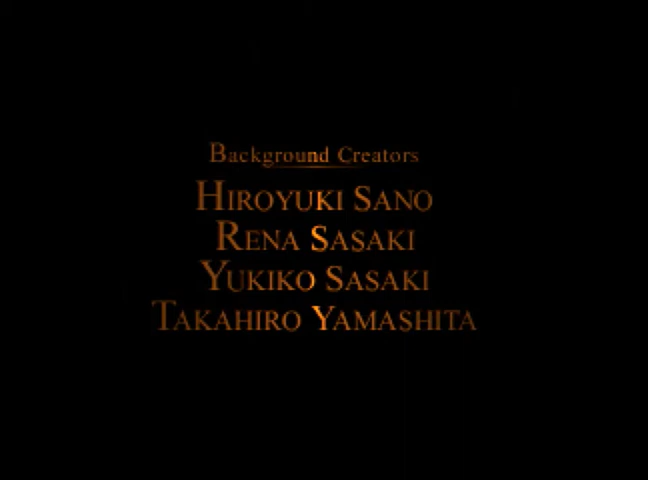 Background Creators
Hiroyuki Sano
Rena Sasaki
Yukiko Sasaki
Takahiro Yamashita